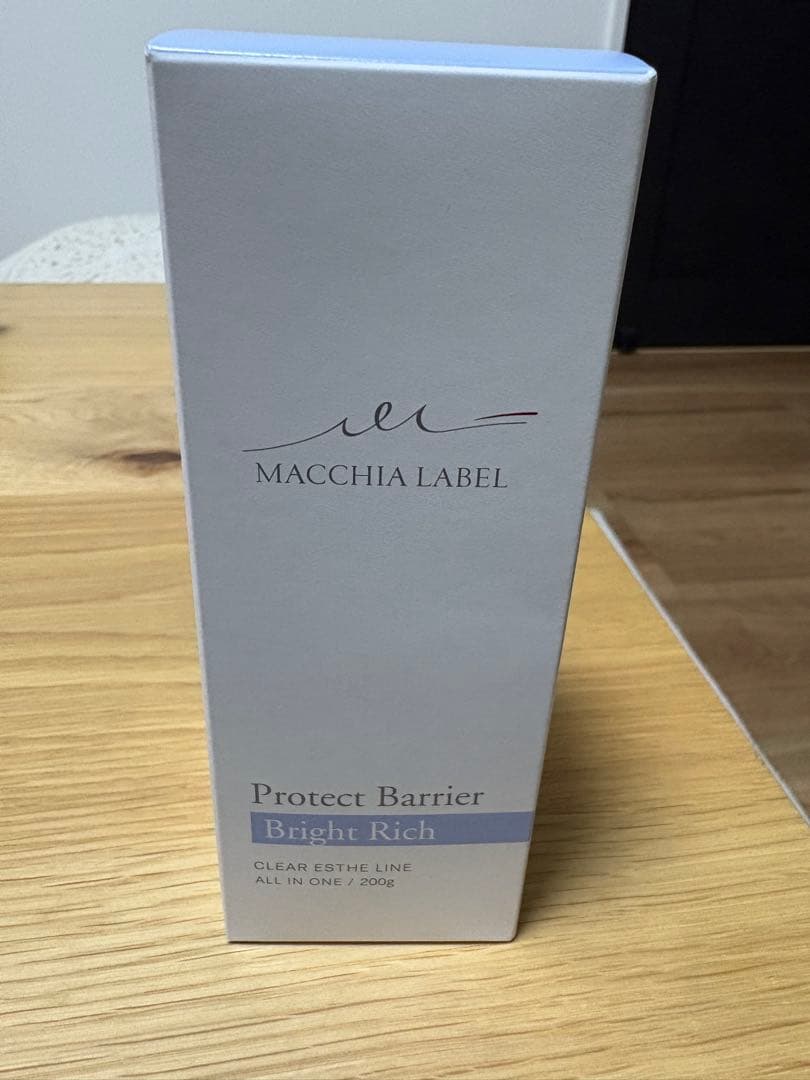 MACCHIA LABEL
Protect Barrier
Bright Rich
CLEAR ESTHE LINE
ALL IN ONE / 200g